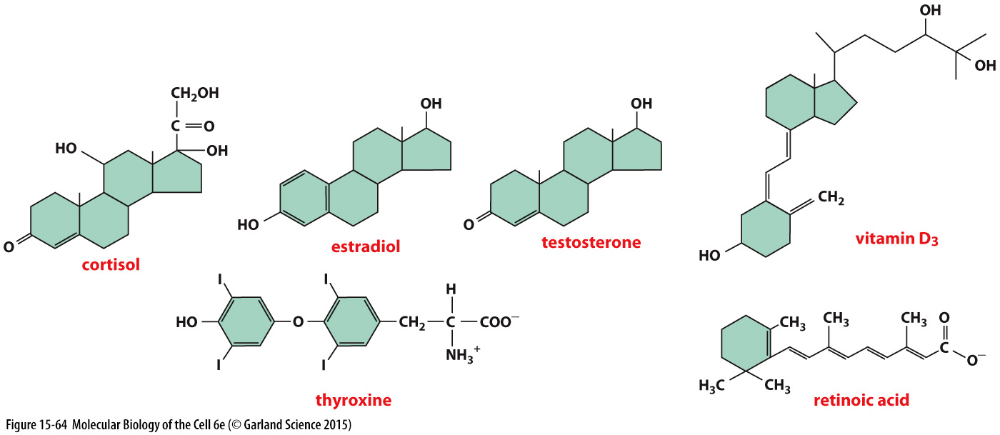 CH2OH
C=O
HO
OH
O
cortisol
OH
HO
estradiol
OH
O
testosterone
OH
OH
CH2
HO
vitamin D3
I
I
HO
O
I
I
H
CH2
C
COO−
NH3+
thyroxine
CH3
CH3
CH3
O
C
O−
H3C
CH3
retinoic acid
Figure 15-64 Molecular Biology of the Cell 6e (© Garland Science 2015)